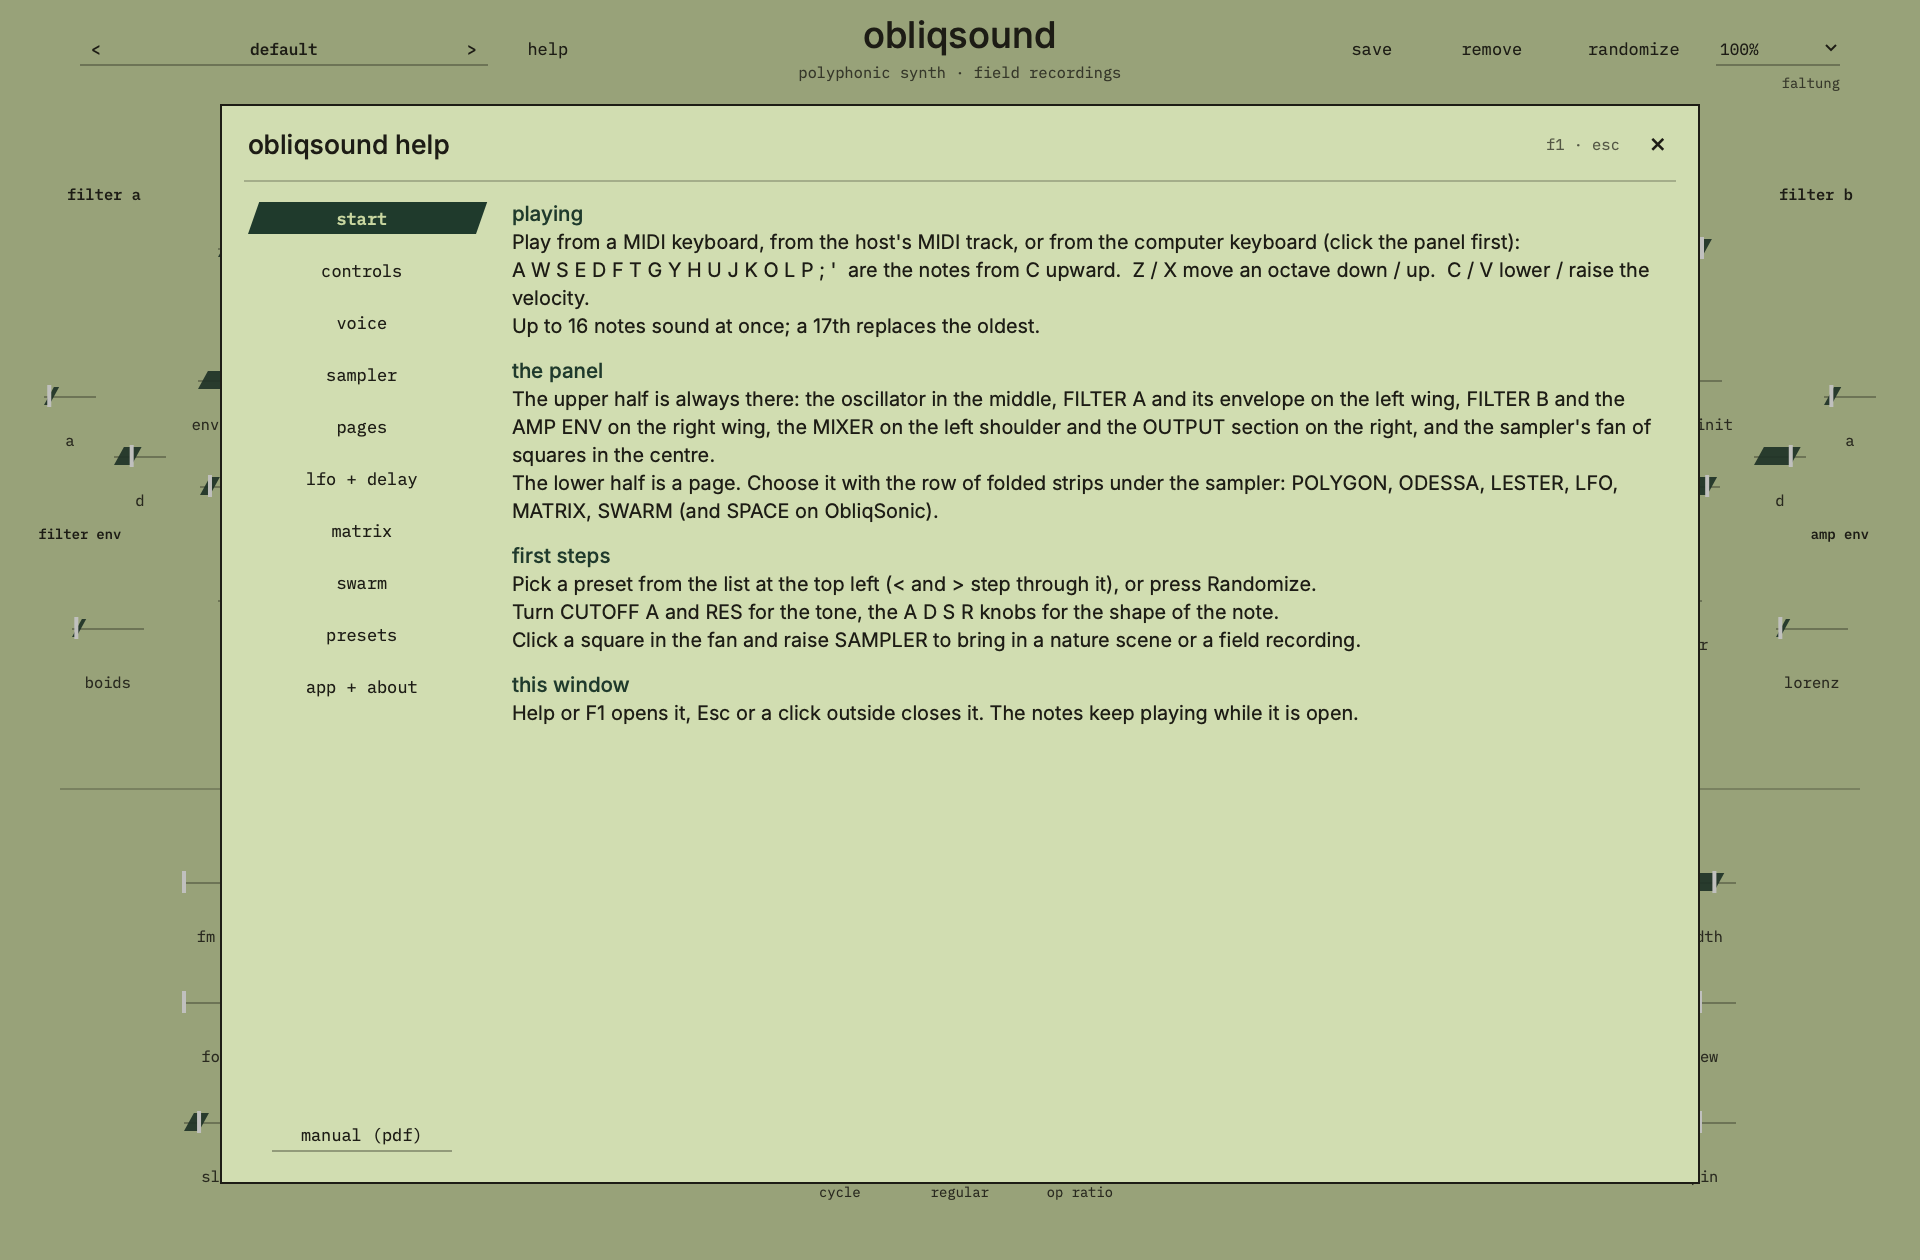 < default > help
obliqsound
polyphonic synth · field recordings
save remove randomize 100%
faltung
obliqsound help
f1 · esc ×
filter a
filter b
start
controls
voice
sampler
pages
lfo + delay
matrix
swarm
presets
app + about
manual (pdf)
playing
Play from a MIDI keyboard, from the host's MIDI track, or from the computer keyboard (click the panel first):
A W S E D F T G Y H U J K O L P ; '  are the notes from C upward.  Z / X move an octave down / up.  C / V lower / raise the
velocity.
Up to 16 notes sound at once; a 17th replaces the oldest.
the panel
The upper half is always there: the oscillator in the middle, FILTER A and its envelope on the left wing, FILTER B and the
AMP ENV on the right wing, the MIXER on the left shoulder and the OUTPUT section on the right, and the sampler's fan of
squares in the centre.
The lower half is a page. Choose it with the row of folded strips under the sampler: POLYGON, ODESSA, LESTER, LFO,
MATRIX, SWARM (and SPACE on ObliqSonic).
first steps
Pick a preset from the list at the top left (< and > step through it), or press Randomize.
Turn CUTOFF A and RES for the tone, the A D S R knobs for the shape of the note.
Click a square in the fan and raise SAMPLER to bring in a nature scene or a field recording.
this window
Help or F1 opens it, Esc or a click outside closes it. The notes keep playing while it is open.
env
init
a
a
d
d
filter env
amp env
boids
lorenz
fm
cycle regular op ratio